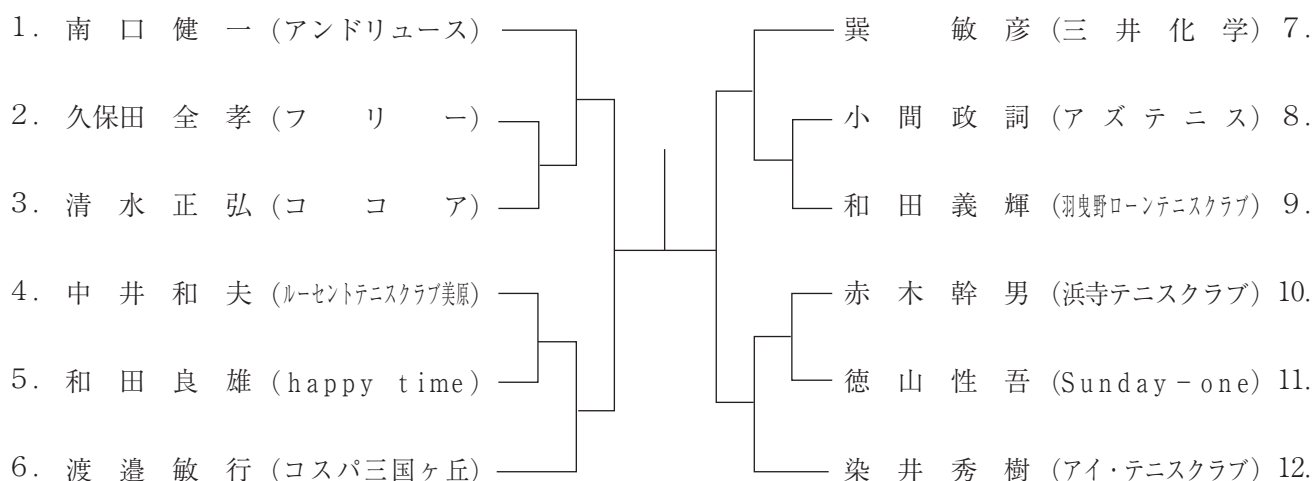 1. 南口健一 (アンドリュース)
2. 久保田全孝 (フリー)
3. 清水正弘 (ココア)
4. 中井和夫 (ルーセントテニスクラブ美原)
5. 和田良雄 (happy time)
6. 渡邉敏行 (コスパ三国ヶ丘)
巽敏彦 (三井化学) 7.
小間政詞 (アズテニス) 8.
和田義輝 (羽曳野ローンテニスクラブ) 9.
赤木幹男 (浜寺テニスクラブ) 10.
徳山性吾 (Sunday-one) 11.
染井秀樹 (アイ・テニスクラブ) 12.